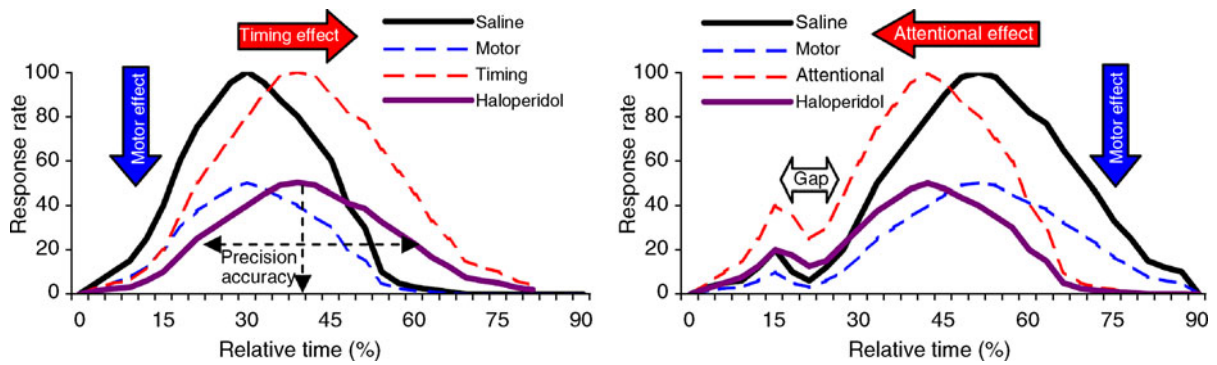 Timing effect
Saline
Motor
Timing
Haloperidol
Motor effect
Response rate
100
80
60
40
20
0
Precision
accuracy
0 15 30 45 60 75 90
Relative time (%)
Saline
Motor
Attentional
Haloperidol
Attentional effect
Motor effect
Gap
Response rate
100
80
60
40
20
0
0 15 30 45 60 75 90
Relative time (%)